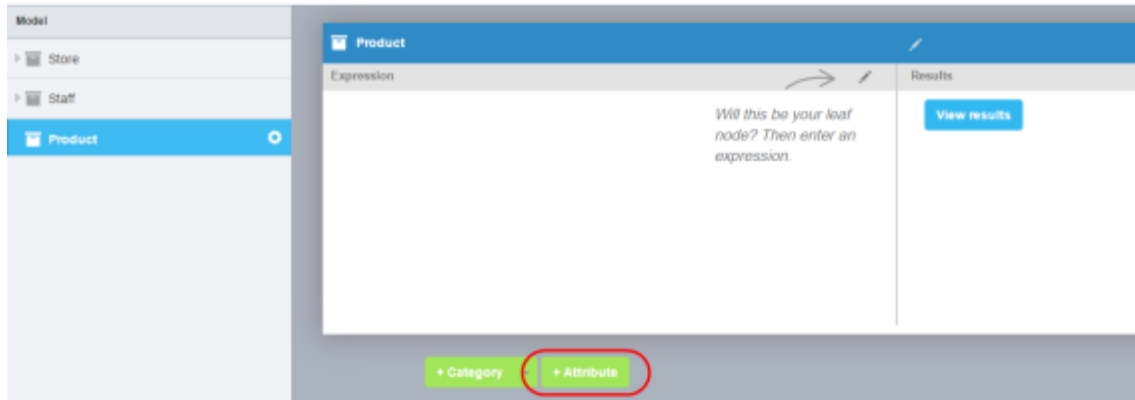 Model
Store
Staff
Product
Product
Expression
Results
Will this be your leaf
node? Then enter an
expression.
View results
+ Category
+ Attribute